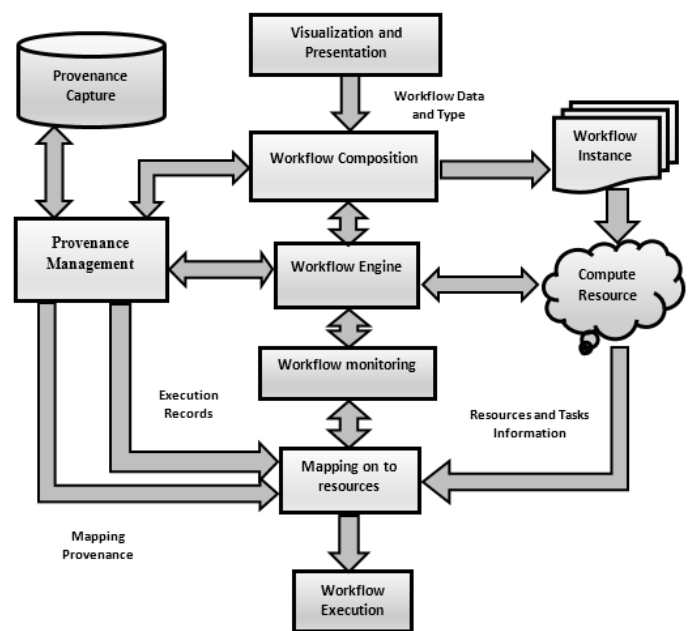 Visualization and
Presentation
Provenance
Capture
Workflow Data
and Type
Workflow Composition
Workflow
Instance
Provenance
Management
Workflow Engine
Compute
Resource
Workflow monitoring
Execution
Records
Resources and Tasks
Information
Mapping on to
resources
Mapping
Provenance
Workflow
Execution